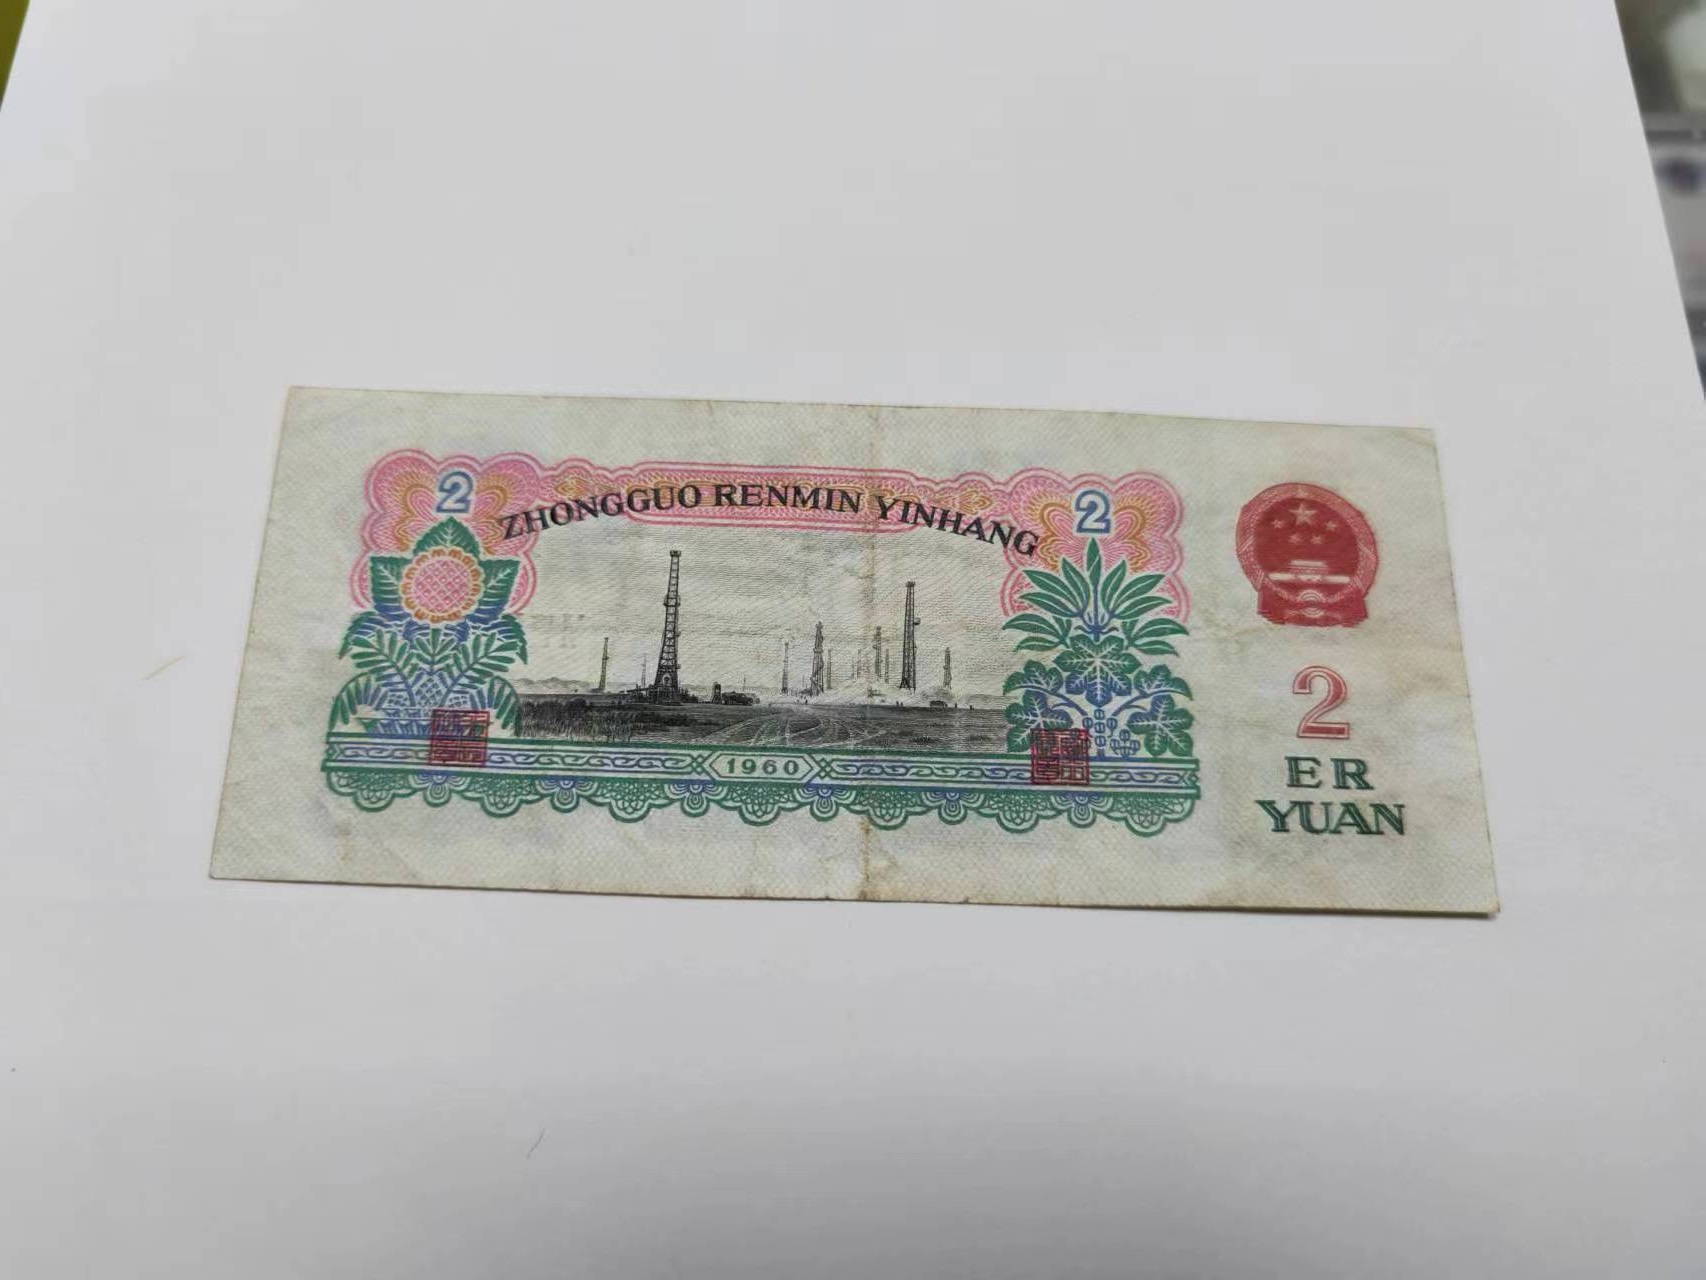 2
2
ZHONGGUO RENMIN YINHANG
1960
2
ER
YUAN